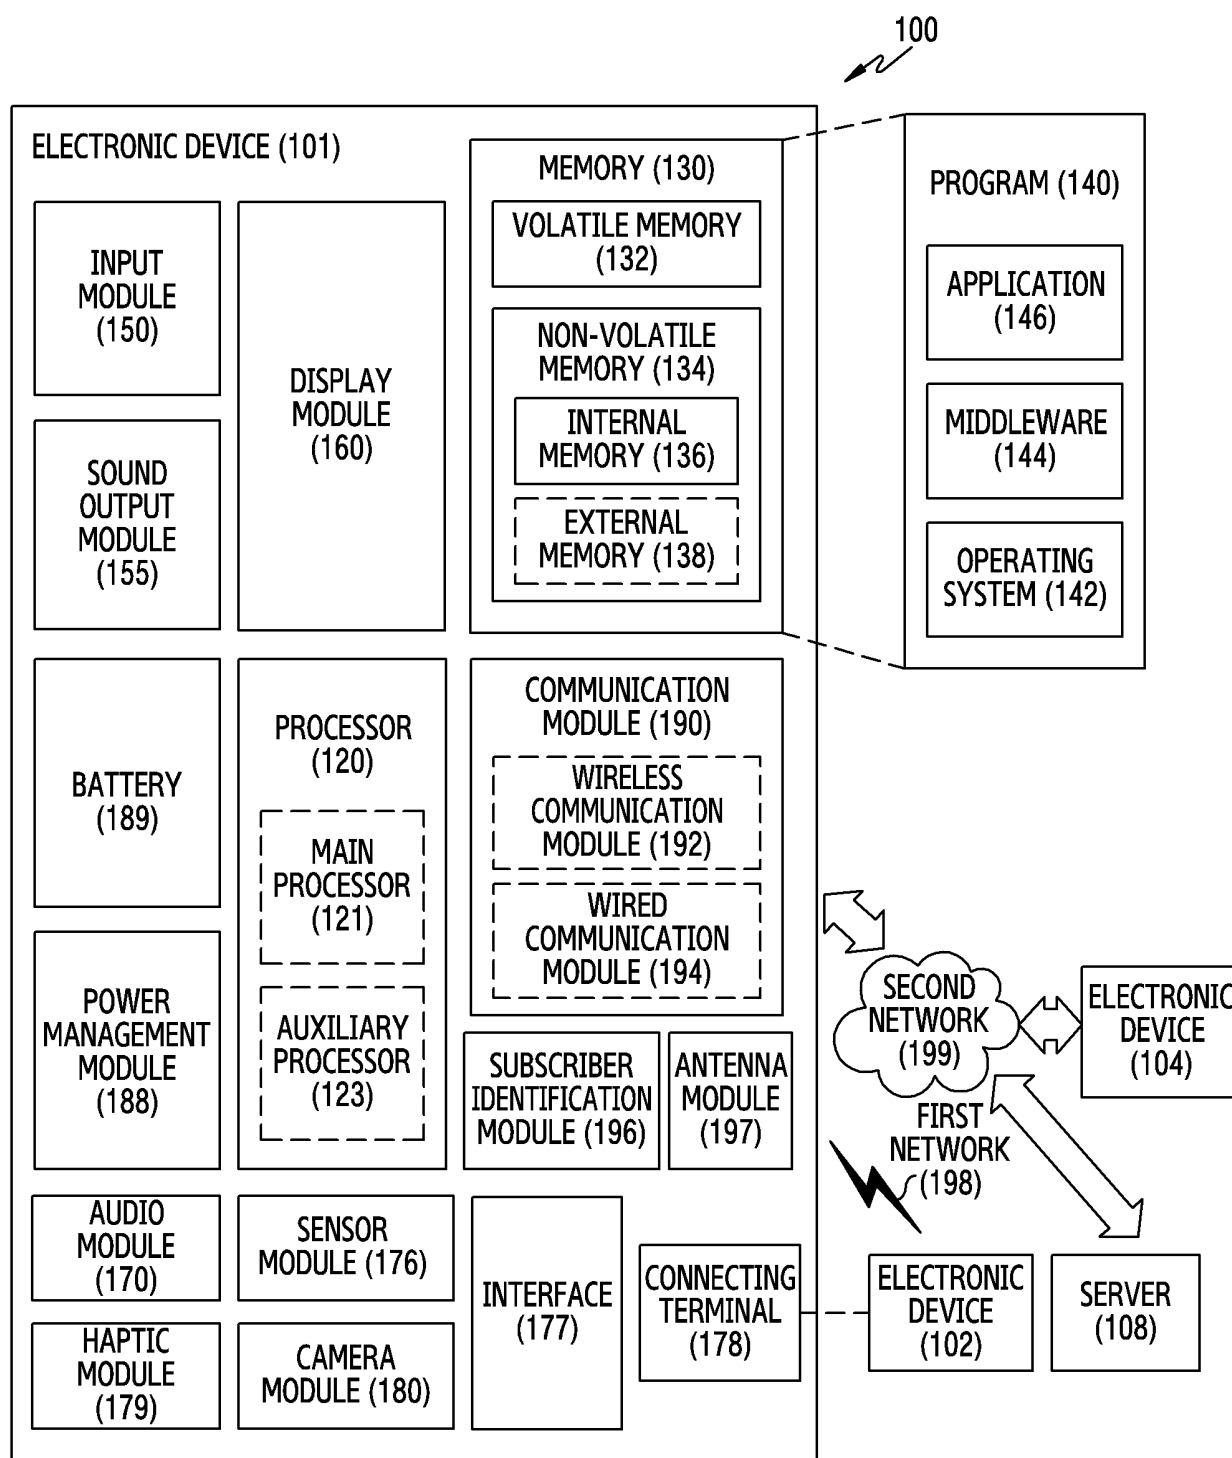 100
ELECTRONIC DEVICE (101)
INPUT
MODULE
(150)
SOUND
OUTPUT
MODULE
(155)
DISPLAY
MODULE
(160)
MEMORY (130)
VOLATILE MEMORY
(132)
NON-VOLATILE
MEMORY (134)
INTERNAL
MEMORY (136)
EXTERNAL
MEMORY (138)
PROGRAM (140)
APPLICATION
(146)
MIDDLEWARE
(144)
OPERATING
SYSTEM (142)
BATTERY
(189)
POWER
MANAGEMENT
MODULE
(188)
PROCESSOR
(120)
MAIN
PROCESSOR
(121)
AUXILIARY
PROCESSOR
(123)
COMMUNICATION
MODULE (190)
WIRELESS
COMMUNICATION
MODULE (192)
WIRED
COMMUNICATION
MODULE (194)
SUBSCRIBER
IDENTIFICATION
MODULE (196)
ANTENNA
MODULE
(197)
SECOND
NETWORK
(199)
ELECTRONIC
DEVICE
(104)
FIRST
NETWORK
(198)
AUDIO
MODULE
(170)
SENSOR
MODULE (176)
HAPTIC
MODULE
(179)
CAMERA
MODULE (180)
INTERFACE
(177)
CONNECTING
TERMINAL
(178)
ELECTRONIC
DEVICE
(102)
SERVER
(108)